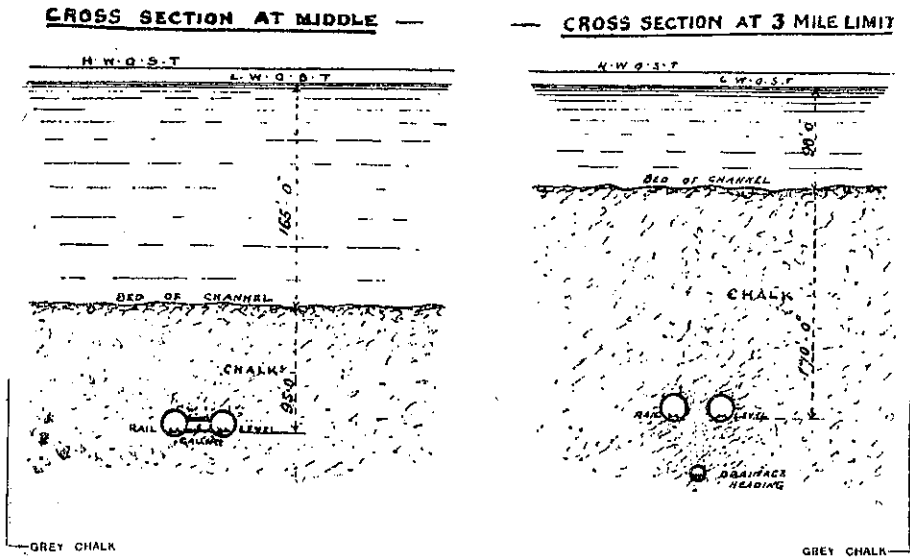 CROSS SECTION AT MIDDLE —
H.W.O.S.T
L.W.O.S.T
165'. 0"
BED OF CHANNEL
CHALK
95.0
RAIL LEVEL
GALLERY
GREY CHALK
— CROSS SECTION AT 3 MILE LIMIT
H.W.O.S.T
L.W.O.S.T
90'.0"
BED OF CHANNEL
CHALK
170'.0"
RAIL LEVEL
DRAINAGE
HEADING
GREY CHALK